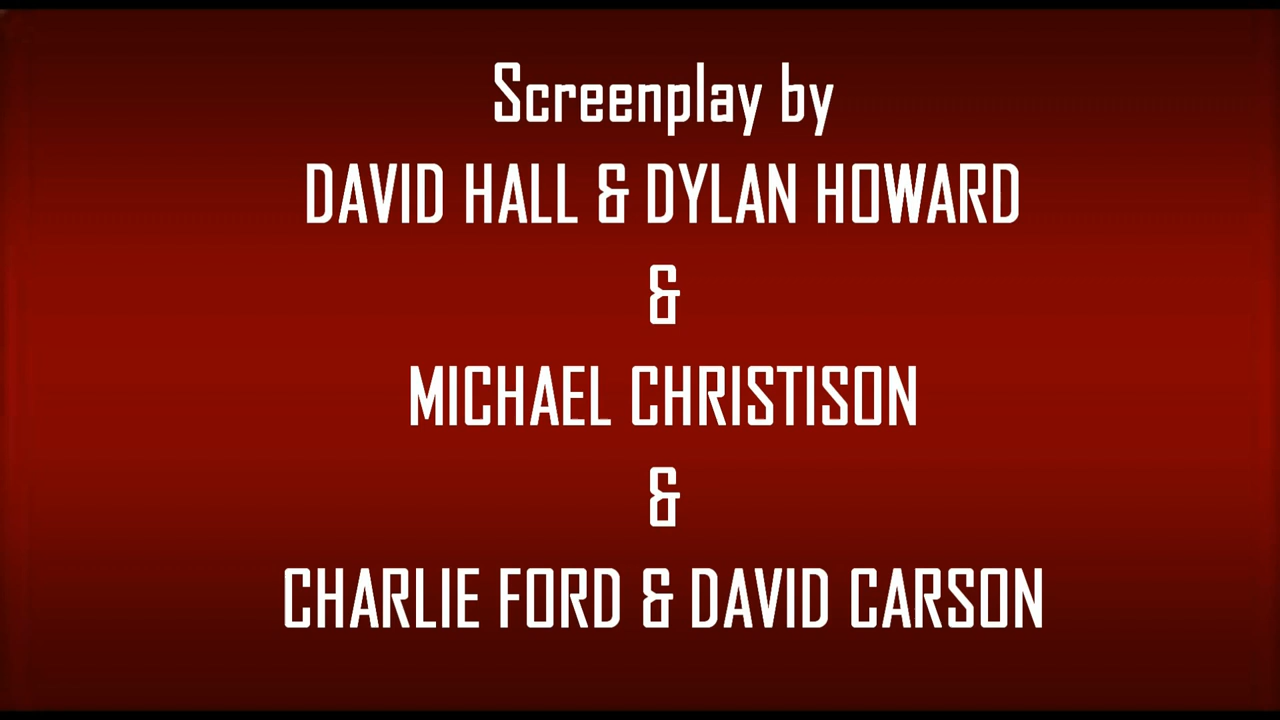 Screenplay by
DAVID HALL & DYLAN HOWARD
&
MICHAEL CHRISTISON
&
CHARLIE FORD & DAVID CARSON